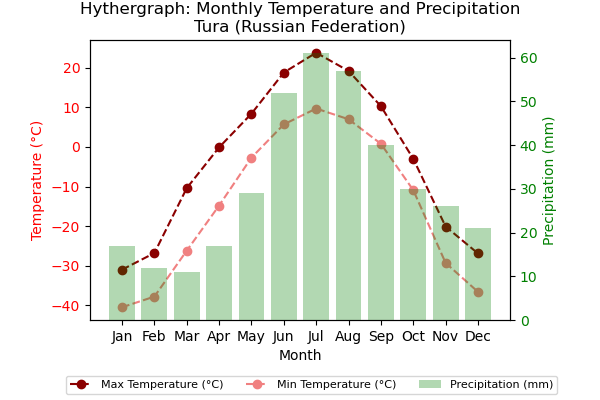 Hythergraph: Monthly Temperature and Precipitation
Tura (Russian Federation)
20
10
0
−10
−20
−30
−40
Temperature (°C)
60
50
40
30
20
10
0
Precipitation (mm)
Jan Feb Mar Apr May Jun Jul Aug Sep Oct Nov Dec
Month
Max Temperature (°C) Min Temperature (°C) Precipitation (mm)